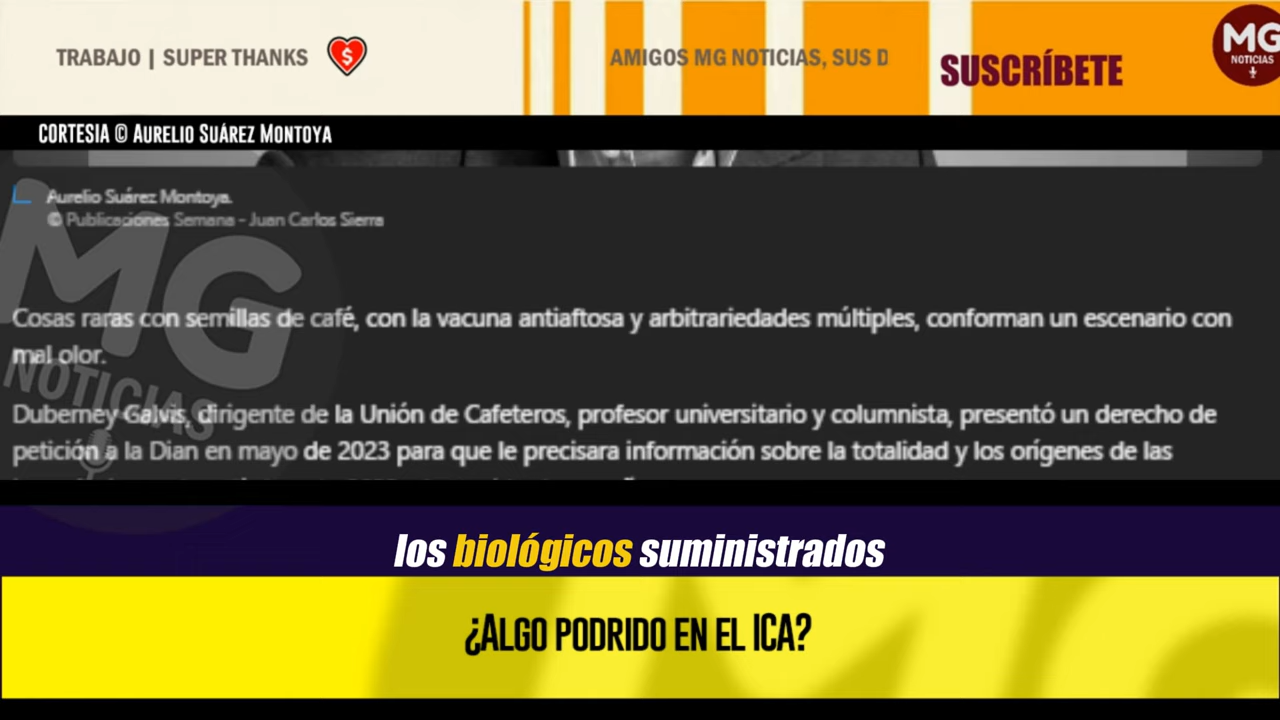 TRABAJO | SUPER THANKS
AMIGOS MG NOTICIAS, SUS D
SUSCRÍBETE
MG
NOTICIAS
CORTESIA © AURELIO SUÁREZ MONTOYA
Aurelio Suárez Montoya.
© Publicaciones Semana - Juan Carlos Sierra
MG
NOTICIAS
Cosas raras con semillas de café, con la vacuna antiaftosa y arbitrariedades múltiples, conforman un escenario con
mal olor.
Duberney Galvis, dirigente de la Unión de Cafeteros, profesor universitario y columnista, presentó un derecho de
petición a la Dian en mayo de 2023 para que le precisara información sobre la totalidad y los orígenes de las
los biológicos suministrados
¿ALGO PODRIDO EN EL ICA?